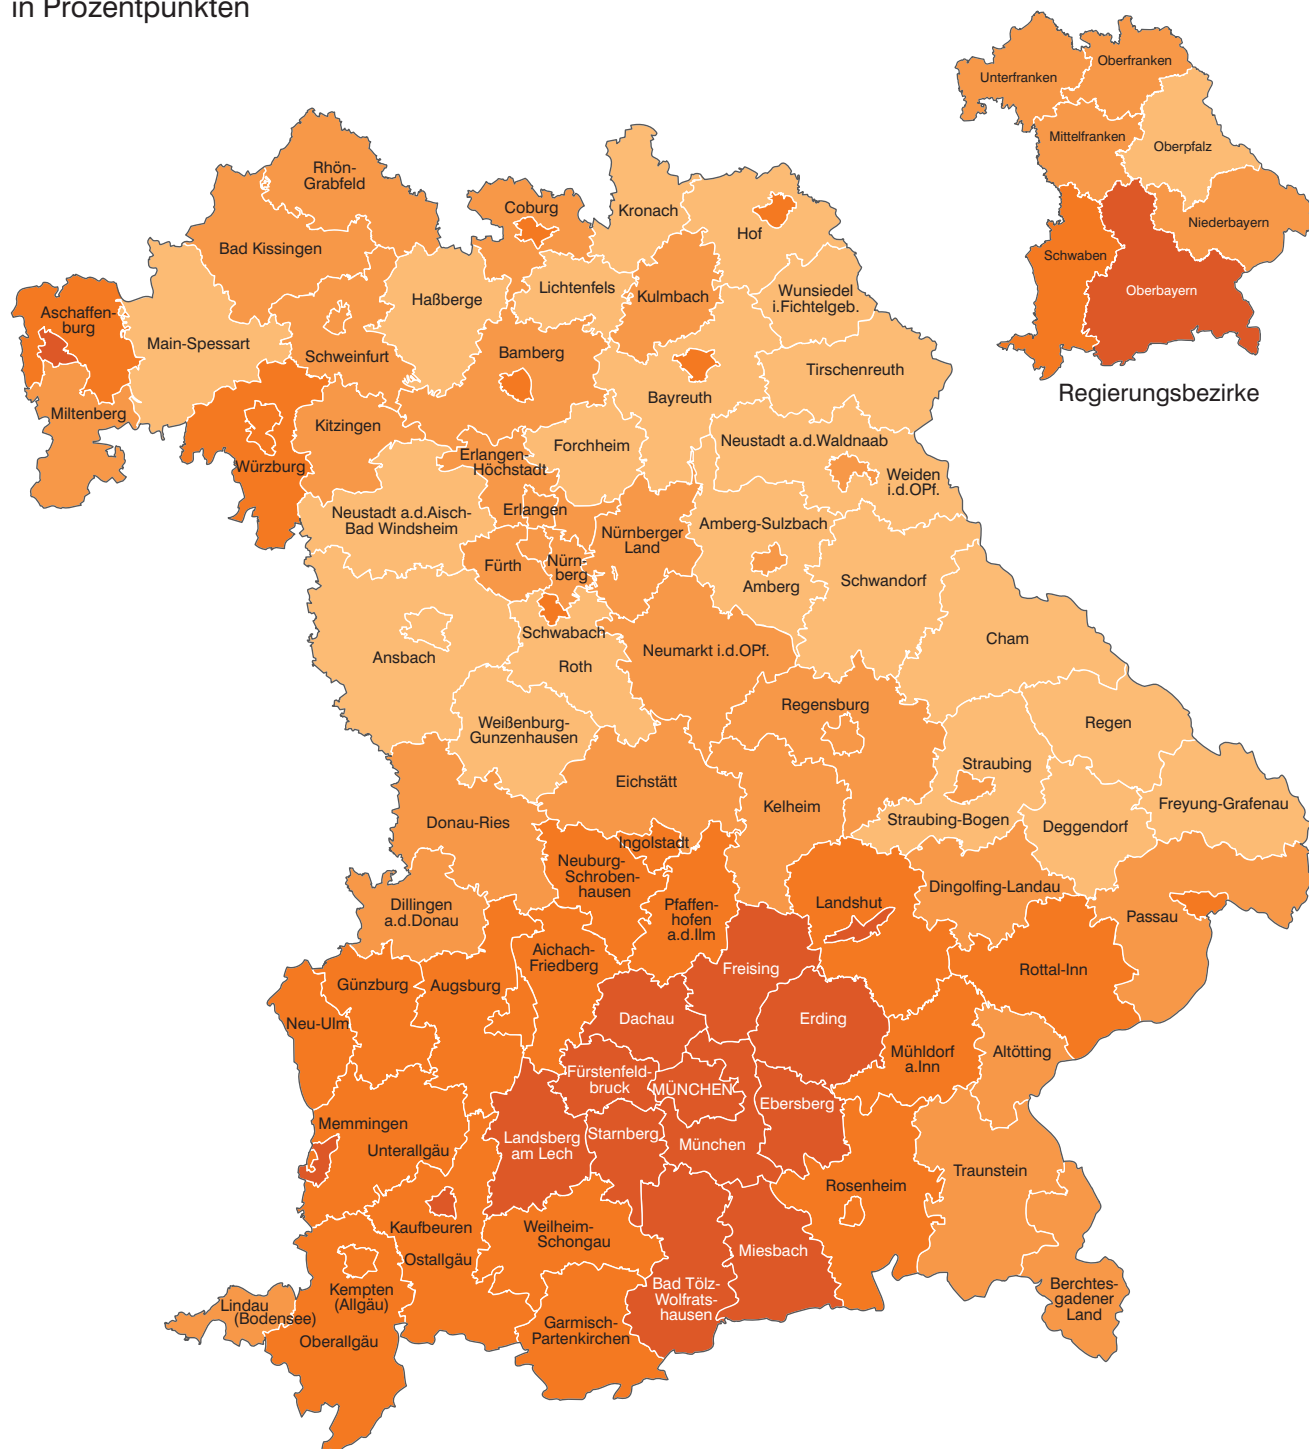 in Prozentpunkten
Unterfranken
Oberfranken
Mittelfranken
Oberpfalz
Niederbayern
Schwaben
Oberbayern
Regierungsbezirke
Rhön-
Grabfeld
Bad Kissingen
Coburg
Kronach
Hof
Haßberge
Lichtenfels
Kulmbach
Wunsiedel
i.Fichtelgeb.
Aschaffen-
burg
Main-Spessart
Schweinfurt
Bamberg
Bayreuth
Tirschenreuth
Miltenberg
Kitzingen
Würzburg
Erlangen-
Höchstadt
Forchheim
Neustadt a.d.Waldnaab
Weiden
i.d.OPf.
Neustadt a.d.Aisch-
Bad Windsheim
Erlangen
Nürnberger
Land
Amberg-Sulzbach
Fürth
Nürn-
berg
Amberg
Schwandorf
Ansbach
Schwabach
Roth
Neumarkt i.d.OPf.
Cham
Weißenburg-
Gunzenhausen
Regensburg
Regen
Straubing
Eichstätt
Kelheim
Straubing-Bogen
Deggendorf
Freyung-Grafenau
Donau-Ries
Ingolstadt
Neuburg-
Schroben-
hausen
Pfaffen-
hofen
a.d.Ilm
Landshut
Dingolfing-Landau
Passau
Dillingen
a.d.Donau
Aichach-
Friedberg
Freising
Rottal-Inn
Günzburg
Augsburg
Neu-Ulm
Dachau
Erding
Mühldorf
a.Inn
Altötting
Fürstenfeld-
bruck
MÜNCHEN
Ebersberg
Memmingen
Unterallgäu
Landsberg
am Lech
Starnberg
München
Traunstein
Rosenheim
Kaufbeuren
Ostallgäu
Weilheim-
Schongau
Miesbach
Bad Tölz-
Wolfrats-
hausen
Berchtes-
gadener
Land
Kempten
(Allgäu)
Lindau
(Bodensee)
Oberallgäu
Garmisch-
Partenkirchen